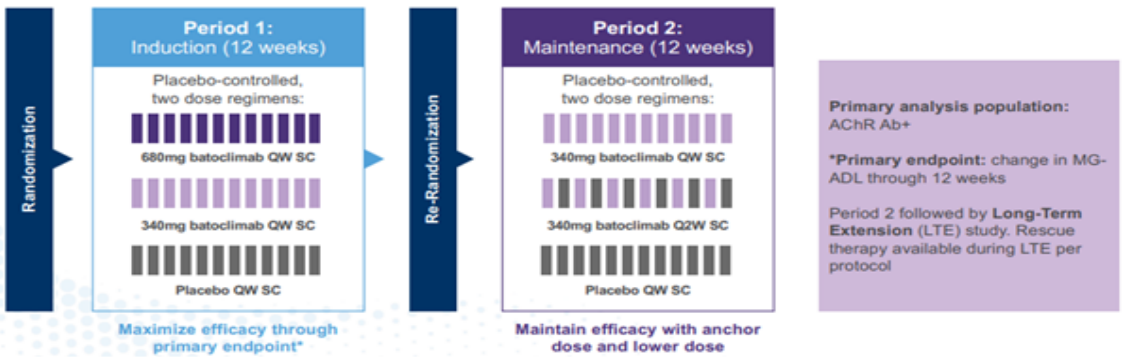 Randomization
Period 1:
Induction (12 weeks)
Placebo-controlled,
two dose regimens:
680mg batoclimab QW SC
340mg batoclimab QW SC
Placebo QW SC
Maximize efficacy through
primary endpoint*
Re-Randomization
Period 2:
Maintenance (12 weeks)
Placebo-controlled,
two dose regimens:
340mg batoclimab QW SC
340mg batoclimab Q2W SC
Placebo QW SC
Maintain efficacy with anchor
dose and lower dose
Primary analysis population:
AChR Ab+
*Primary endpoint: change in MG-
ADL through 12 weeks
Period 2 followed by Long-Term
Extension (LTE) study. Rescue
therapy available during LTE per
protocol